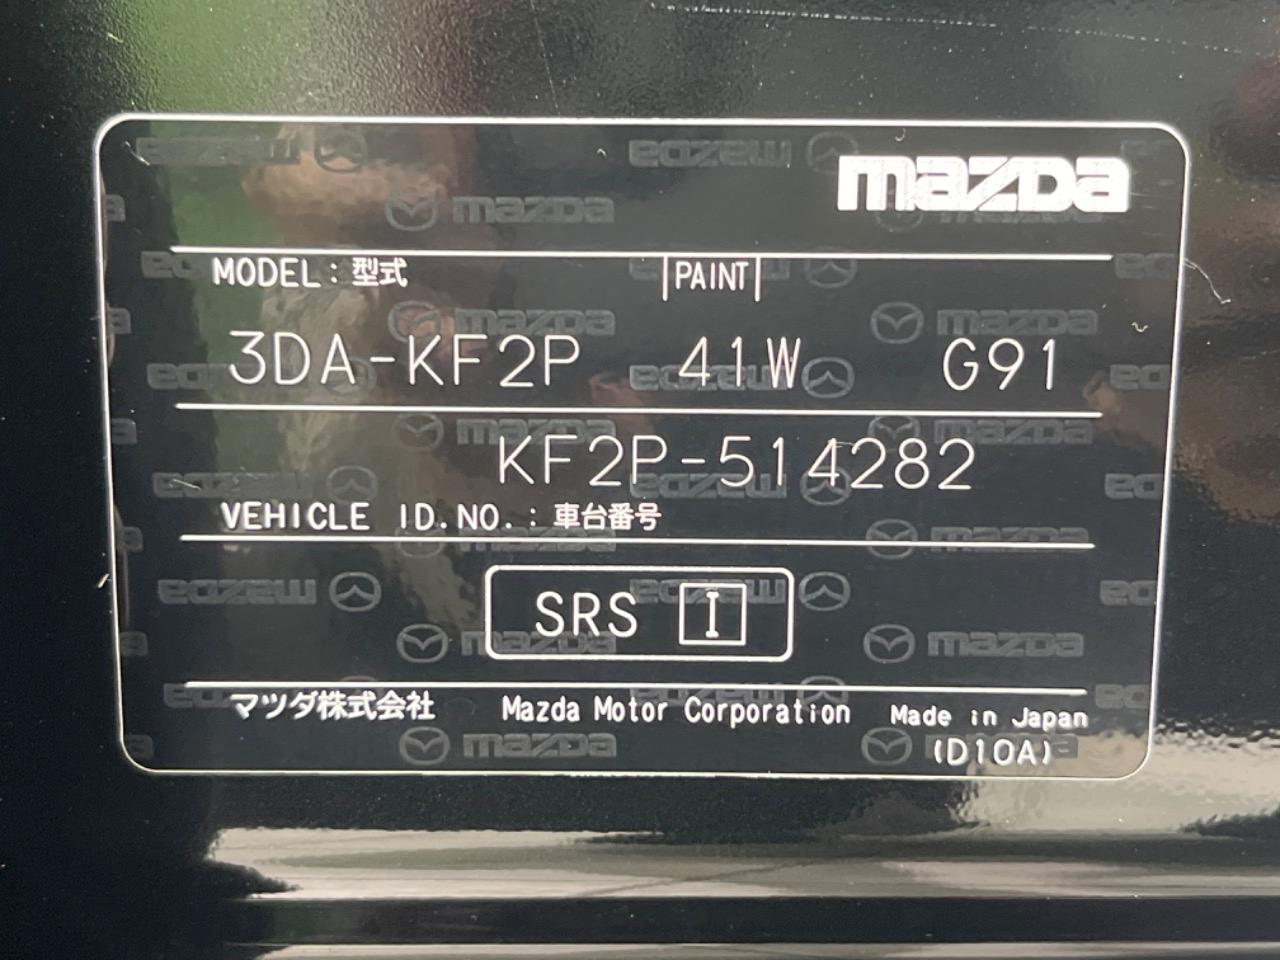 mazda
MODEL : 型式 PAINT
3DA-KF2P 41W G91
KF2P-514282
VEHICLE ID.NO. : 車台番号
SRS I
マツダ株式会社 Mazda Motor Corporation Made in Japan
(D10A)